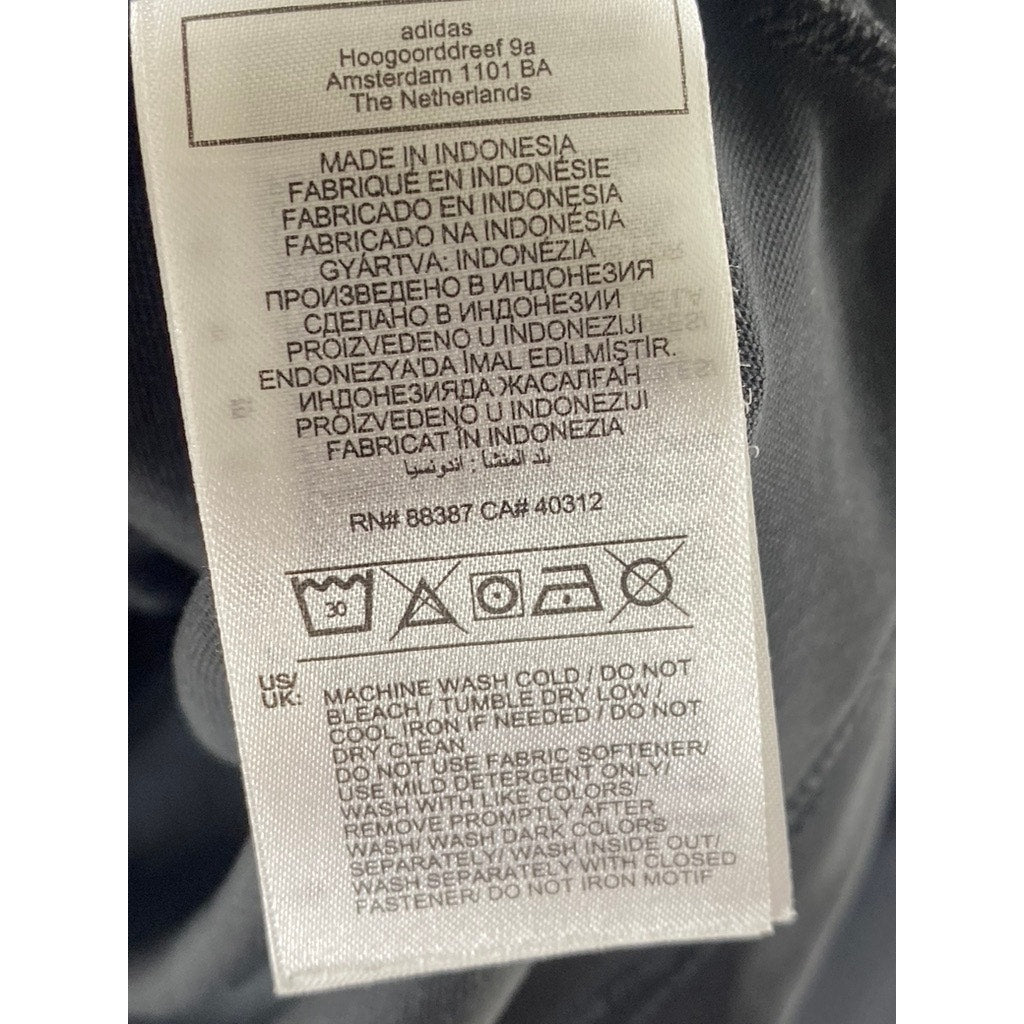 adidas
Hoogoorddreef 9a
Amsterdam 1101 BA
The Netherlands
MADE IN INDONESIA
FABRIQUÉ EN INDONÉSIE
FABRICADO EN INDONESIA
FABRICADO NA INDONÉSIA
GYÁRTVA: INDONÉZIA
ПРОИЗВЕДЕНО В ИНДОНЕЗИЯ
СДЕЛАНО В ИНДОНЕЗИИ
PROIZVEDENO U INDONEZIJI
ENDONEZYA'DA İMAL EDİLMİŞTİR.
ИНДОНЕЗИЯДА ЖАСАЛҒАН
PROIZVEDENO U INDONEZIJI
FABRICAT ÎN INDONEZIA
بلد المنشأ : اندونسيا
RN# 88387 CA# 40312
30
US/
UK:
MACHINE WASH COLD / DO NOT
BLEACH / TUMBLE DRY LOW /
COOL IRON IF NEEDED / DO NOT
DRY CLEAN
DO NOT USE FABRIC SOFTENER/
USE MILD DETERGENT ONLY/
WASH WITH LIKE COLORS/
REMOVE PROMPTLY AFTER
WASH/ WASH DARK COLORS
SEPARATELY/ WASH INSIDE OUT/
WASH SEPARATELY WITH CLOSED
FASTENER/ DO NOT IRON MOTIF